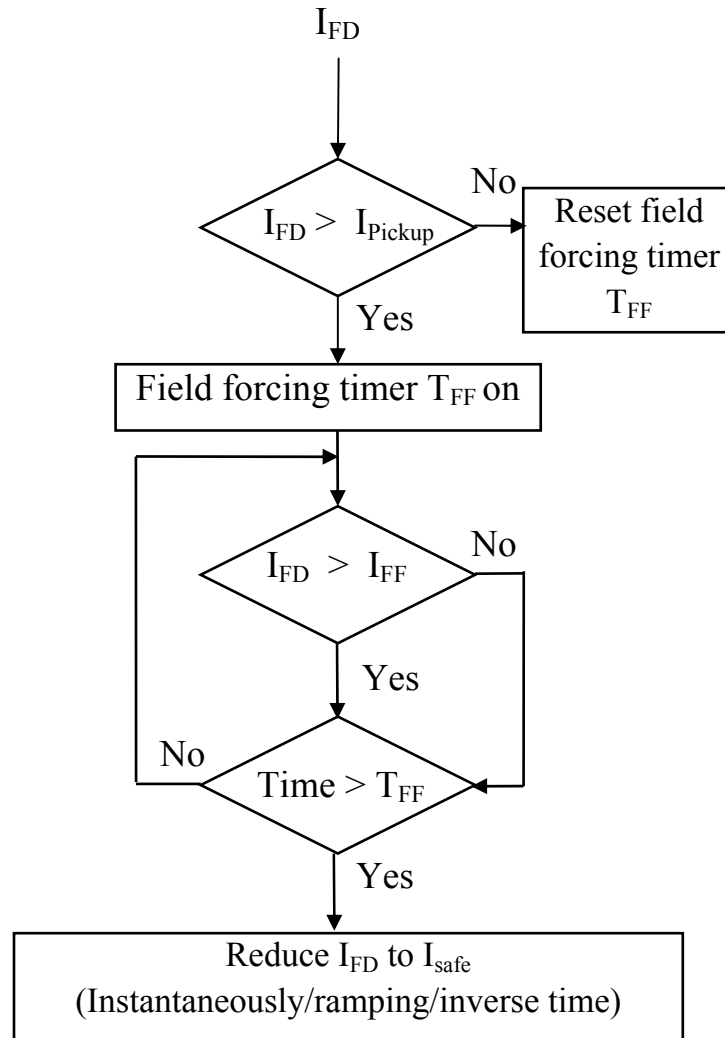 I_FD
I_FD > I_Pickup
No
Reset field
forcing timer
T_FF
Yes
Field forcing timer T_FF on
I_FD > I_FF
No
Yes
No
Time > T_FF
Yes
Reduce I_FD to I_safe
(Instantaneously/ramping/inverse time)